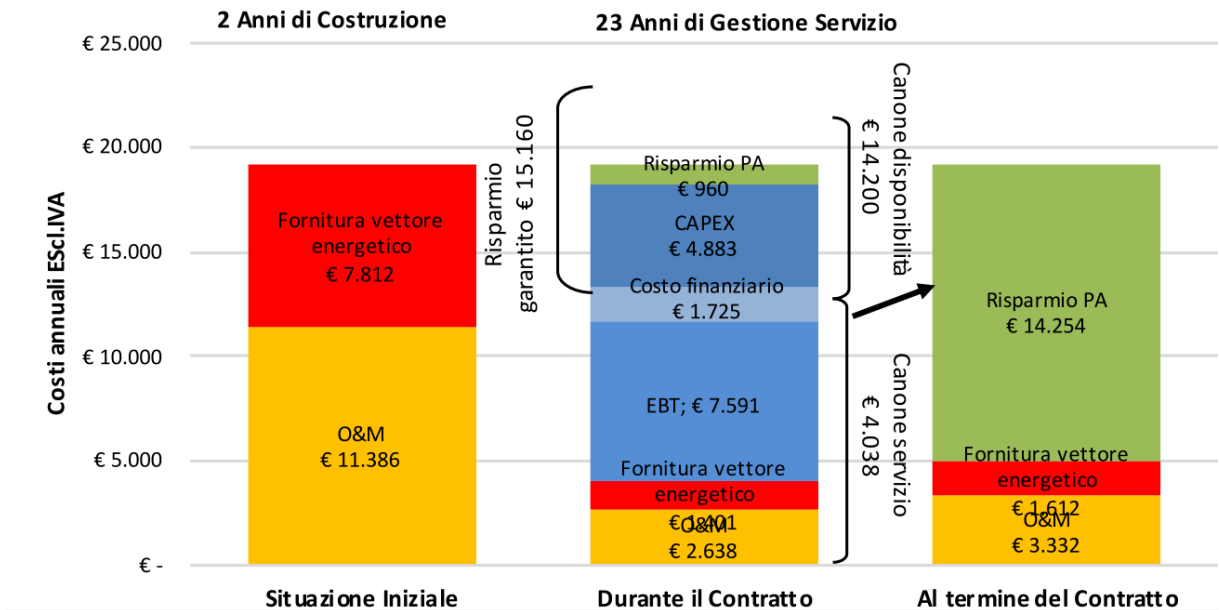 2 Anni di Costruzione
23 Anni di Gestione Servizio
Costi annuali EScl.IVA
€ 25.000
€ 20.000
€ 15.000
€ 10.000
€ 5.000
€ -
Fornitura vettore
energetico
€ 7.812
O&M
€ 11.386
Risparmio
garantito € 15.160
Risparmio PA
€ 960
CAPEX
€ 4.883
Costo finanziario
€ 1.725
EBT; € 7.591
Fornitura vettore
energetico
€ 1.401
O&M
€ 2.638
Canone disponibilità
€ 14.200
Canone servizio
€ 4.038
Risparmio PA
€ 14.254
Fornitura vettore
energetico
€ 1.612
O&M
€ 3.332
Situazione Iniziale
Durante il Contratto
Al termine del Contratto